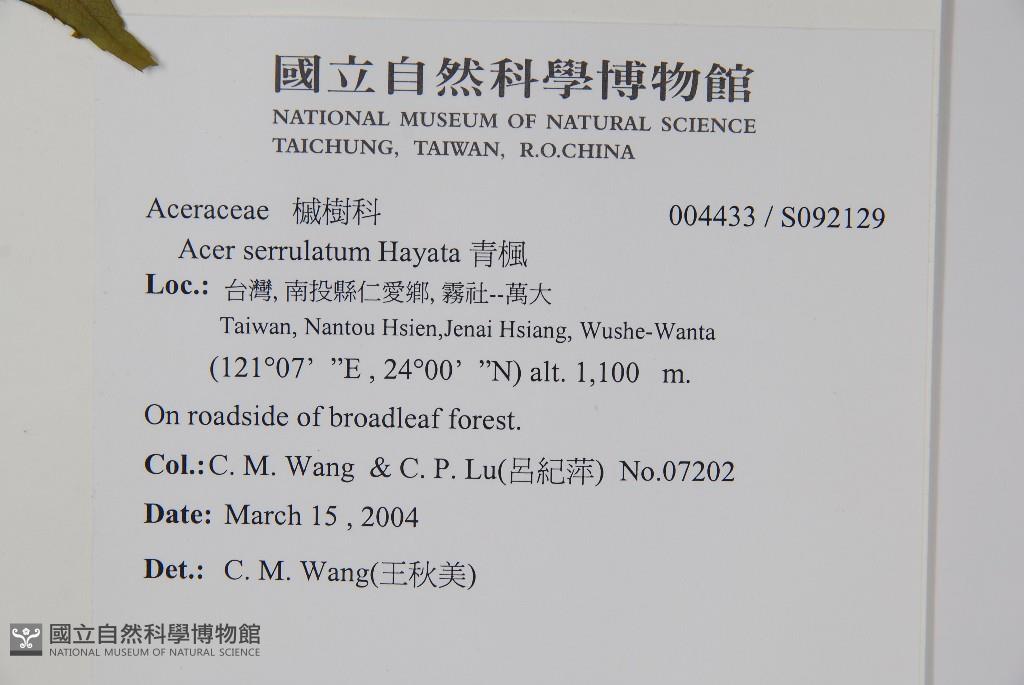 國立自然科學博物館
NATIONAL MUSEUM OF NATURAL SCIENCE
TAICHUNG, TAIWAN, R.O.CHINA
Aceraceae 槭樹科 004433 / S092129
Acer serrulatum Hayata 青楓
Loc.: 台灣, 南投縣仁愛鄉, 霧社--萬大
Taiwan, Nantou Hsien,Jenai Hsiang, Wushe-Wanta
(121°07’ ”E , 24°00’ ”N) alt. 1,100 m.
On roadside of broadleaf forest.
Col.: C. M. Wang & C. P. Lu(呂紀萍) No.07202
Date: March 15 , 2004
Det.: C. M. Wang(王秋美)
國立自然科學博物館
NATIONAL MUSEUM OF NATURAL SCIENCE